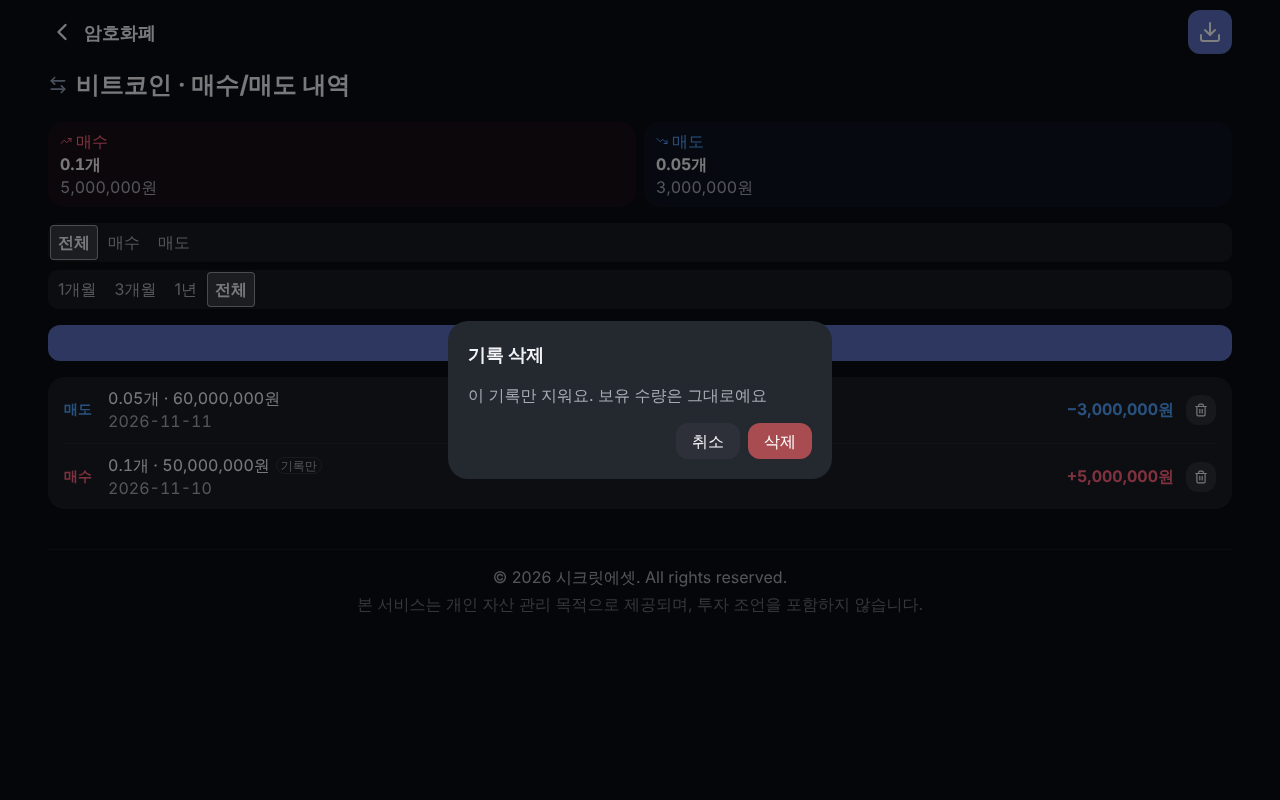 암호화폐
비트코인 · 매수/매도 내역
매수
0.1개
5,000,000원
매도
0.05개
3,000,000원
전체 매수 매도
1개월 3개월 1년 전체
기록 삭제
이 기록만 지워요. 보유 수량은 그대로예요
취소 삭제
매도 0.05개 · 60,000,000원 −3,000,000원
2026-11-11
매수 0.1개 · 50,000,000원 기록만 +5,000,000원
2026-11-10
© 2026 시크릿에셋. All rights reserved.
본 서비스는 개인 자산 관리 목적으로 제공되며, 투자 조언을 포함하지 않습니다.